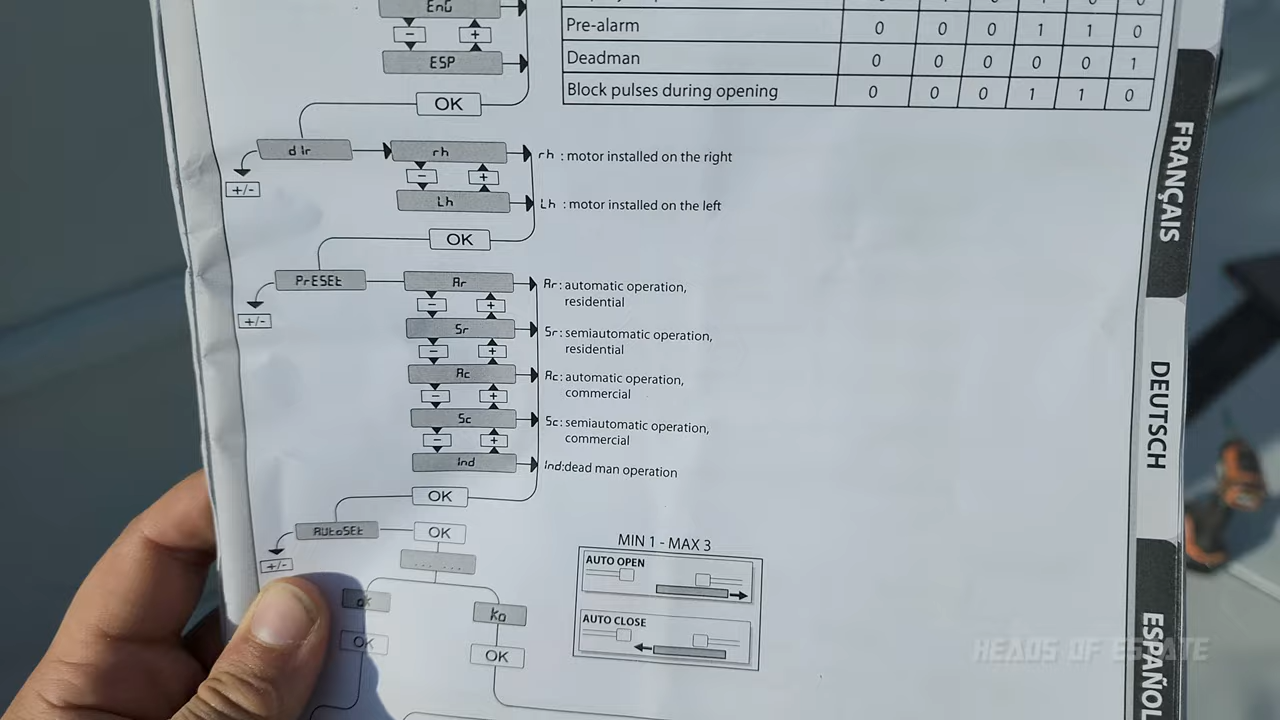 EnG
- +
ESP
OK
Pre-alarm 0 0 0 1 1 0
Deadman 0 0 0 0 0 1
Block pulses during opening 0 0 0 1 1 0
dIr
rh
rh : motor installed on the right
+/-
- +
Lh
Lh : motor installed on the left
OK
PrESEt
Ar
Ar: automatic operation,
residential
+/-
- +
Sr
Sr: semiautomatic operation,
residential
- +
Ac
Ac: automatic operation,
commercial
- +
Sc
Sc: semiautomatic operation,
commercial
- +
Ind
Ind:dead man operation
OK
AUtoSEt
OK
+/-
......
ok
Ko
OK
OK
MIN 1 - MAX 3
AUTO OPEN
AUTO CLOSE
FRANÇAIS
DEUTSCH
ESPAÑOL
HEADS OF ESTATE